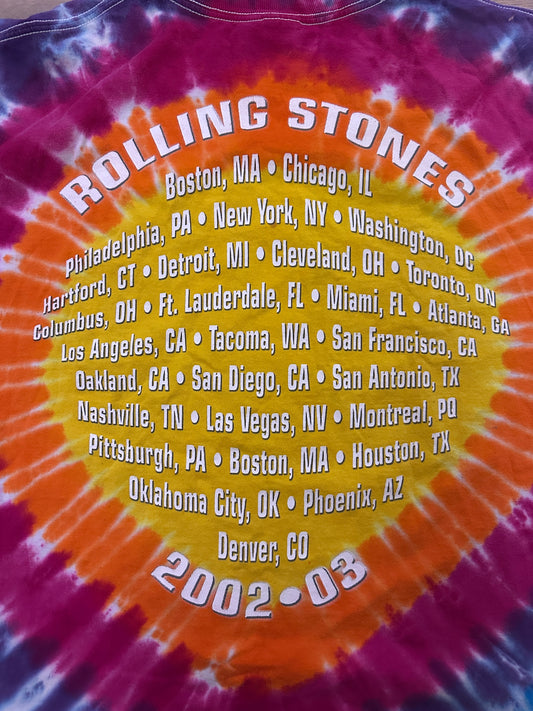 ROLLING STONES
Boston, MA • Chicago, IL
Philadelphia, PA • New York, NY • Washington, DC
Hartford, CT • Detroit, MI • Cleveland, OH • Toronto, ON
Columbus, OH • Ft. Lauderdale, FL • Miami, FL • Atlanta, GA
Los Angeles, CA • Tacoma, WA • San Francisco, CA
Oakland, CA • San Diego, CA • San Antonio, TX
Nashville, TN • Las Vegas, NV • Montreal, PQ
Pittsburgh, PA • Boston, MA • Houston, TX
Oklahoma City, OK • Phoenix, AZ
Denver, CO
2002•03